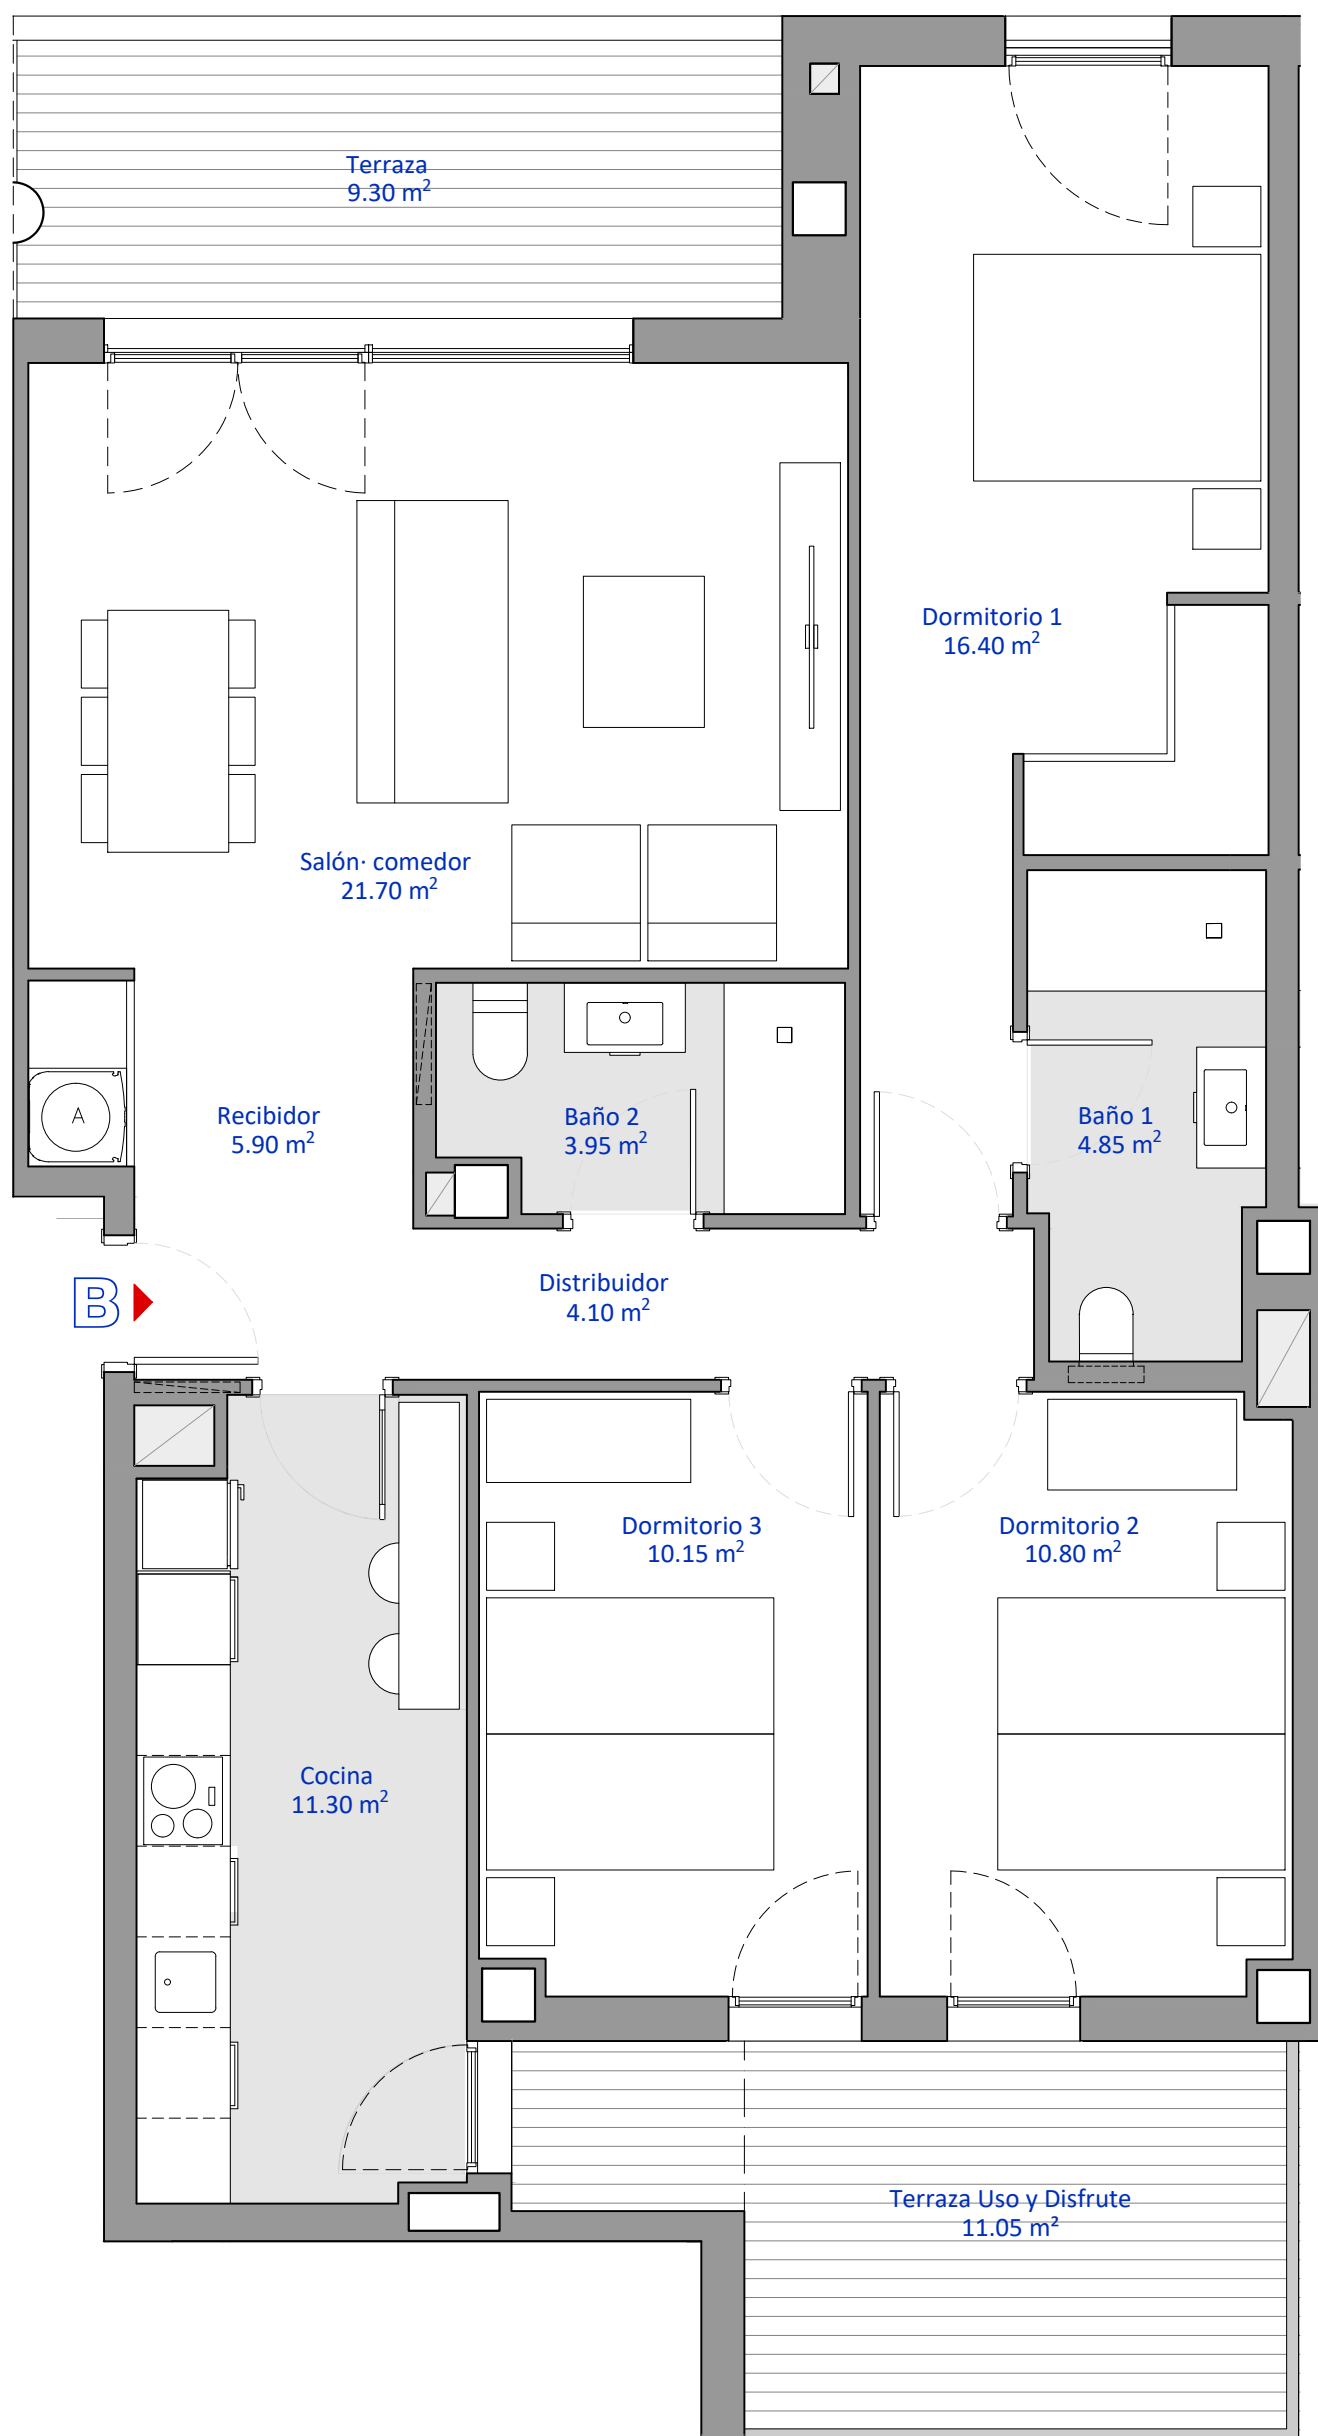 Terraza
9.30 m²
Dormitorio 1
16.40 m²
Salón· comedor
21.70 m²
Recibidor
5.90 m²
A
Baño 2
3.95 m²
Baño 1
4.85 m²
B
Distribuidor
4.10 m²
Dormitorio 3
10.15 m²
Dormitorio 2
10.80 m²
Cocina
11.30 m²
Terraza Uso y Disfrute
11.05 m²